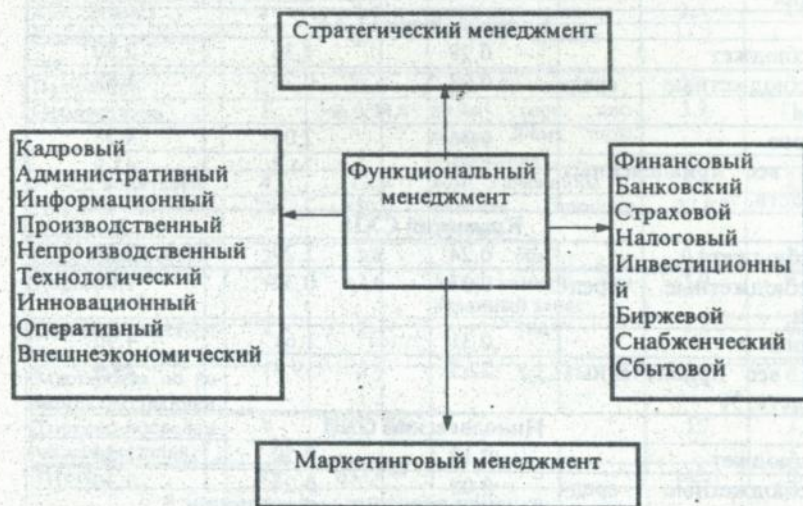 Стратегический менеджмент
Кадровый
Административный
Информационный
Производственный
Непроизводственный
Технологический
Инновационный
Оперативный
Внешнеэкономический
Функциональный
менеджмент
Финансовый
Банковский
Страховой
Налоговый
Инвестиционны
й
Биржевой
Снабженческий
Сбытовой
Маркетинговый менеджмент